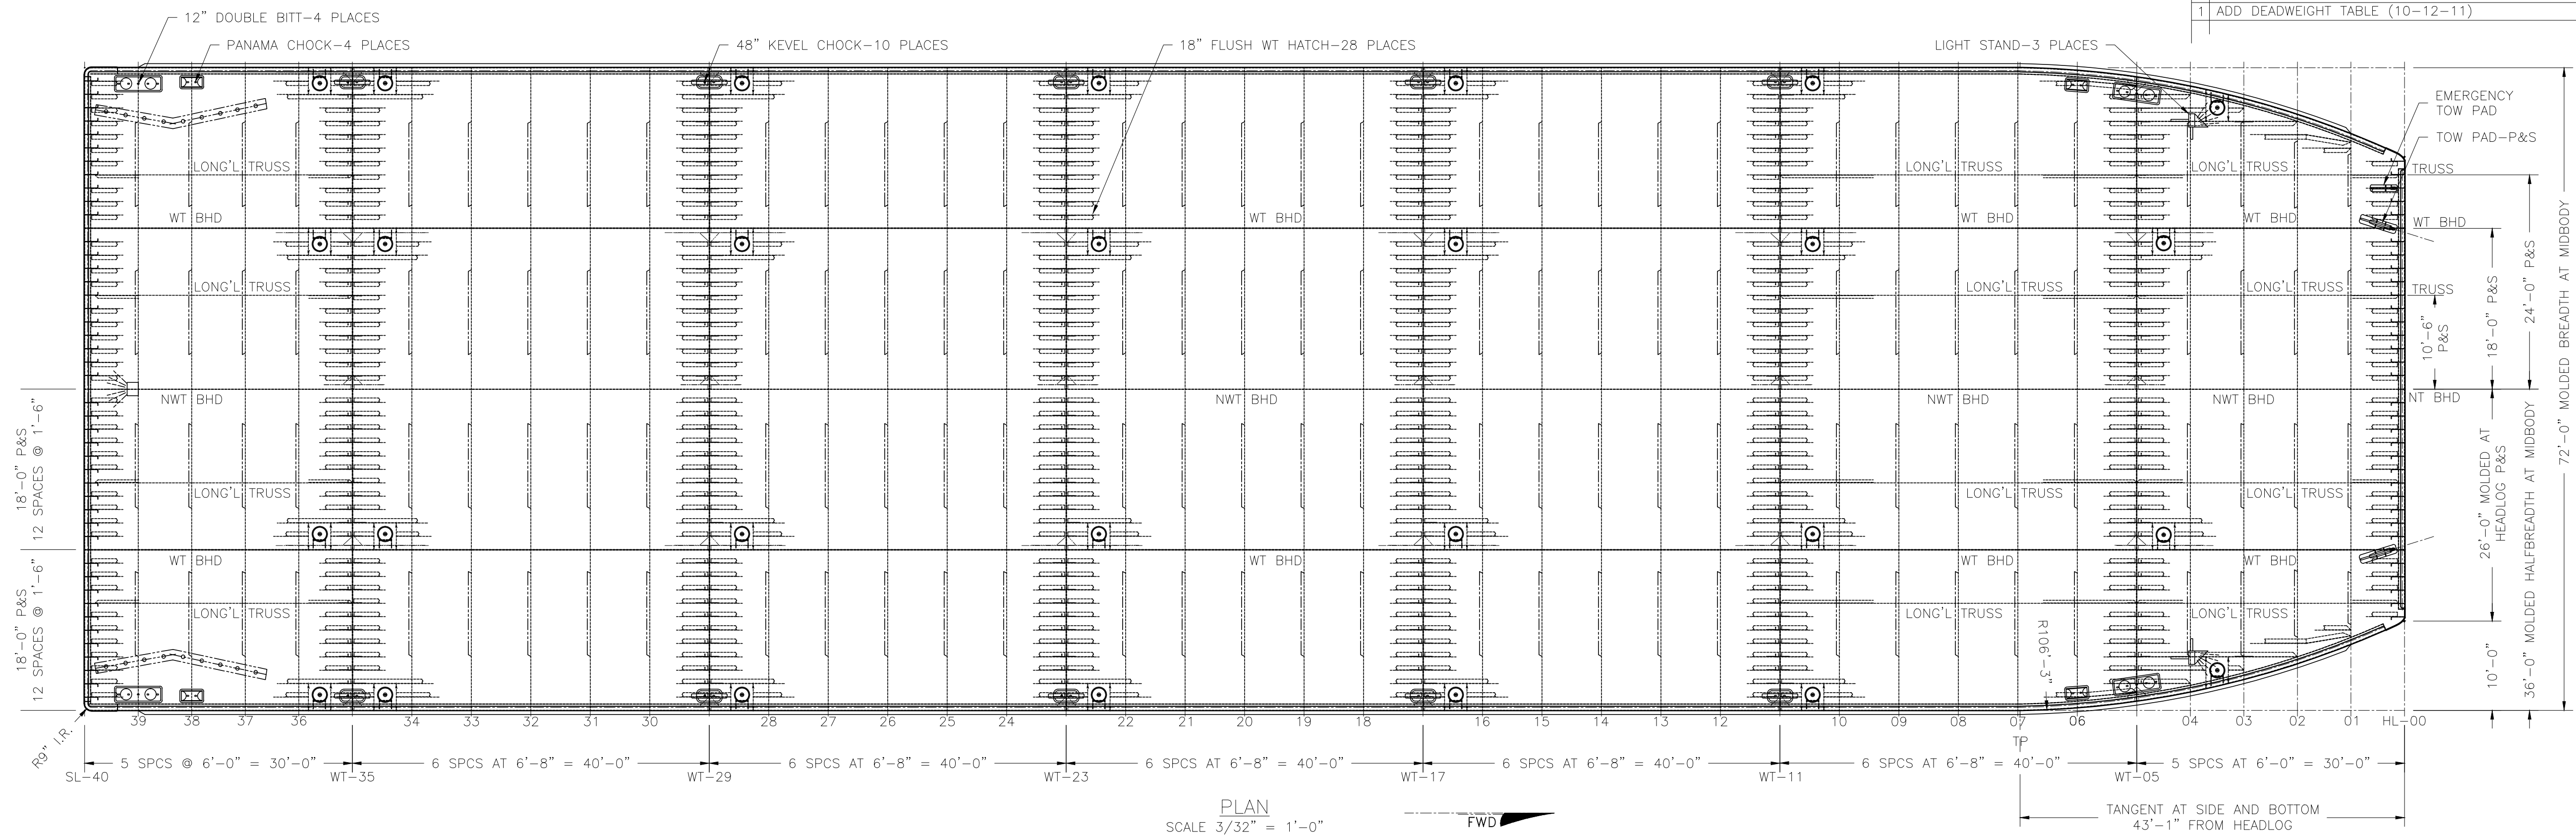 1 ADD DEADWEIGHT TABLE (10-12-11)
12" DOUBLE BITT-4 PLACES
PANAMA CHOCK-4 PLACES
48" KEVEL CHOCK-10 PLACES
18" FLUSH WT HATCH-28 PLACES
LIGHT STAND-3 PLACES
EMERGENCY
TOW PAD
TOW PAD-P&S
LONG'L TRUSS
LONG'L TRUSS
LONG'L TRUSS
TRUSS
WT BHD
WT BHD
WT BHD
WT BHD
WT BHD
LONG'L TRUSS
LONG'L TRUSS
LONG'L TRUSS
TRUSS
NWT BHD
NWT BHD
NWT BHD
NWT BHD
NT BHD
LONG'L TRUSS
LONG'L TRUSS
LONG'L TRUSS
WT BHD
WT BHD
WT BHD
WT BHD
LONG'L TRUSS
LONG'L TRUSS
LONG'L TRUSS
18'-0" P&S
12 SPACES @ 1'-6"
18'-0" P&S
12 SPACES @ 1'-6"
10'-6"
P&S
18'-0" P&S
24'-0" P&S
26'-0" MOLDED AT
HEADLOG P&S
10'-0"
36'-0" MOLDED HALFBREADTH AT MIDBODY
72'-0" MOLDED BREADTH AT MIDBODY
R106'-3"
R9" I.R.
39 38 37 36 34 33 32 31 30 28 27 26 25 24 22 21 20 19 18 16 15 14 13 12 10 09 08 07 06 04 03 02 01 HL-00
TP
5 SPCS @ 6'-0" = 30'-0" 6 SPCS AT 6'-8" = 40'-0" 6 SPCS AT 6'-8" = 40'-0" 6 SPCS AT 6'-8" = 40'-0" 6 SPCS AT 6'-8" = 40'-0" 6 SPCS AT 6'-8" = 40'-0" 5 SPCS AT 6'-0" = 30'-0"
SL-40 WT-35 WT-29 WT-23 WT-17 WT-11 WT-05
PLAN
SCALE 3/32" = 1'-0"
FWD
TANGENT AT SIDE AND BOTTOM
43'-1" FROM HEADLOG